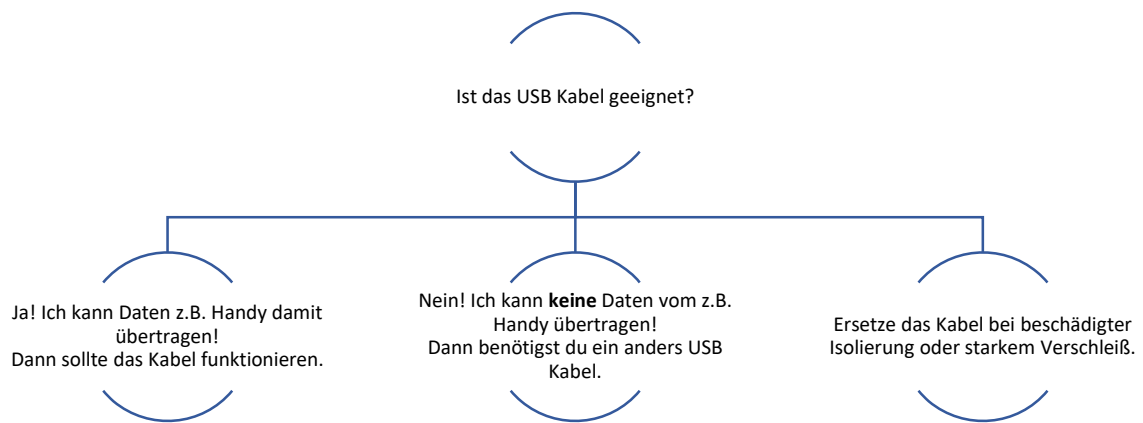 Ist das USB Kabel geeignet?
Ja! Ich kann Daten z.B. Handy damit
übertragen!
Dann sollte das Kabel funktionieren.
Nein! Ich kann keine Daten vom z.B.
Handy übertragen!
Dann benötigst du ein anders USB
Kabel.
Ersetze das Kabel bei beschädigter
Isolierung oder starkem Verschleiß.